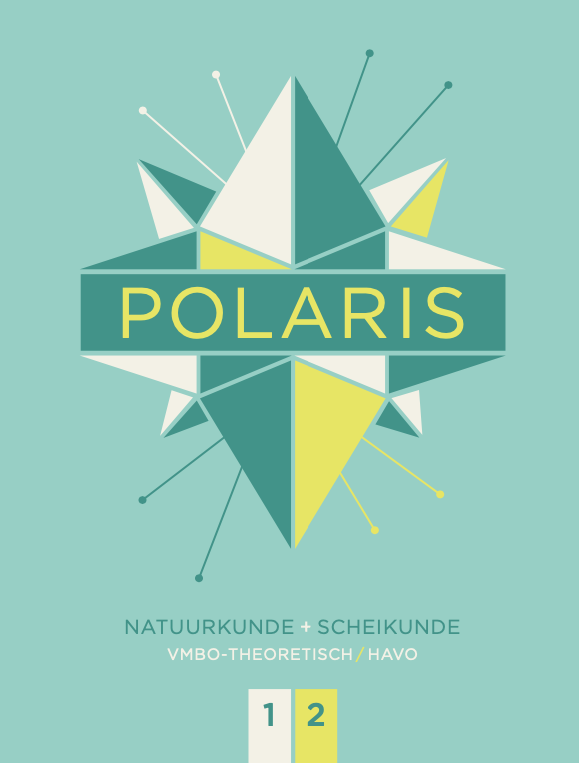 POLARIS
NATUURKUNDE + SCHEIKUNDE
VMBO-THEORETISCH / HAVO
1 2